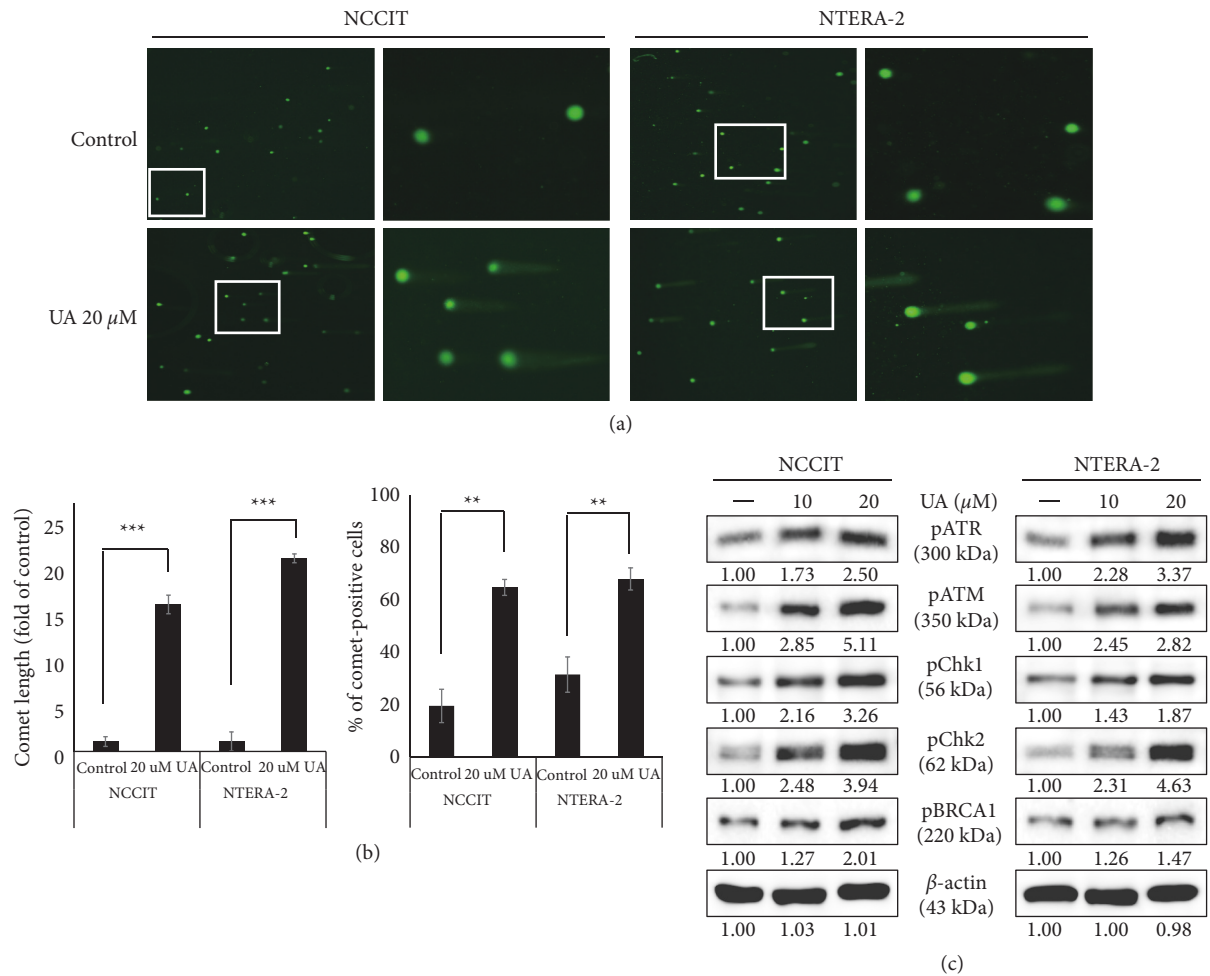 NCCIT NTERA-2
Control
UA 20 μM
(a)
Comet length (fold of control)
25
20
15
10
5
0
***
***
Control 20 uM UA Control 20 uM UA
NCCIT NTERA-2
% of comet-positive cells
100
80
60
40
20
0
**
**
Control 20 uM UA Control 20 uM UA
NCCIT NTERA-2
(b)
NCCIT NTERA-2
— 10 20 UA (μM) — 10 20
pATR
(300 kDa)
1.00 1.73 2.50 1.00 2.28 3.37
pATM
(350 kDa)
1.00 2.85 5.11 1.00 2.45 2.82
pChk1
(56 kDa)
1.00 2.16 3.26 1.00 1.43 1.87
pChk2
(62 kDa)
1.00 2.48 3.94 1.00 2.31 4.63
pBRCA1
(220 kDa)
1.00 1.27 2.01 1.00 1.26 1.47
β-actin
(43 kDa)
1.00 1.03 1.01 1.00 1.00 0.98
(c)